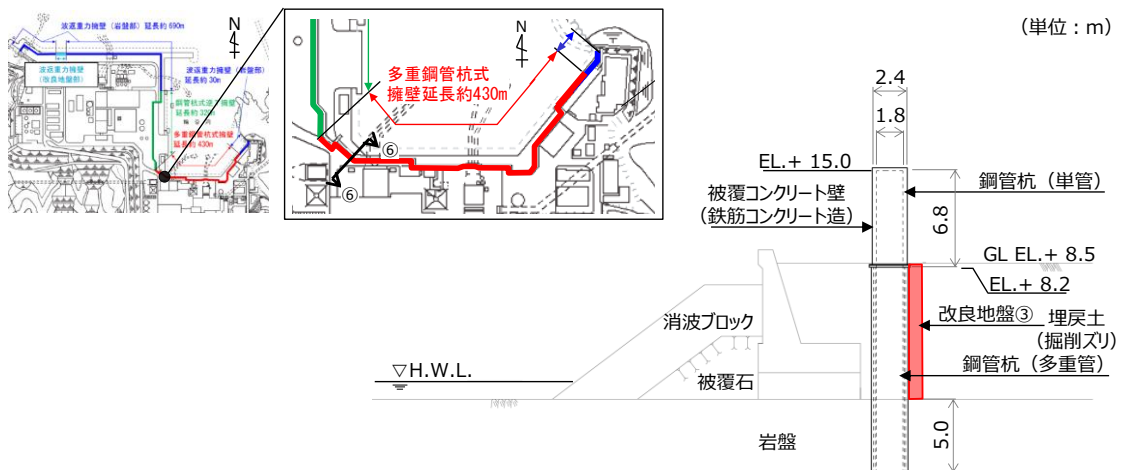 波返重力擁壁（岩盤部）延長約690m
N
波返重力擁壁
（改良地盤部）
波返重力擁壁（岩盤部）
延長約30m
鋼管杭式逆T擁壁
延長約320m
多重鋼管杭式擁壁
延長約430m
N
多重鋼管杭式
擁壁延長約430m
⑥
⑥
（単位：m）
2.4
1.8
EL.+ 15.0
鋼管杭（単管）
被覆コンクリート壁
（鉄筋コンクリート造）
6.8
GL EL.+ 8.5
EL.+ 8.2
消波ブロック
改良地盤③
埋戻土
（掘削ズリ）
鋼管杭（多重管）
▽H.W.L.
被覆石
岩盤
5.0